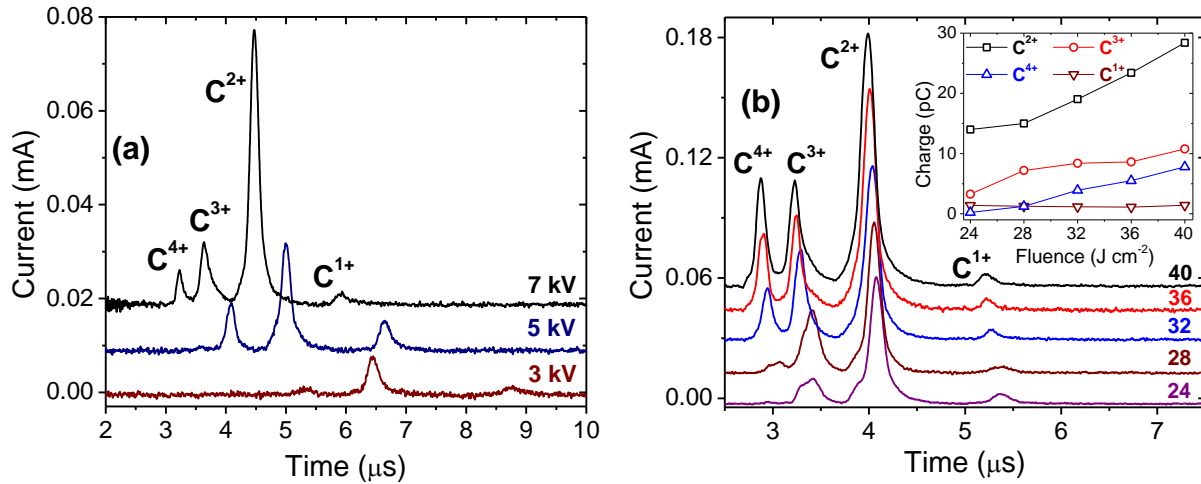 0.08
0.06
0.04
0.02
0.00
Current (mA)
(a)
C4+
C3+
C2+
C1+
7 kV
5 kV
3 kV
2 3 4 5 6 7 8 9 10
Time (μs)
0.18
0.12
0.06
0.00
Current (mA)
(b)
C4+
C3+
C2+
C1+
40
36
32
28
24
3 4 5 6 7
Time (μs)
30
20
10
0
Charge (pC)
C2+ C3+
C4+ C1+
24 28 32 36 40
Fluence (J cm-2)